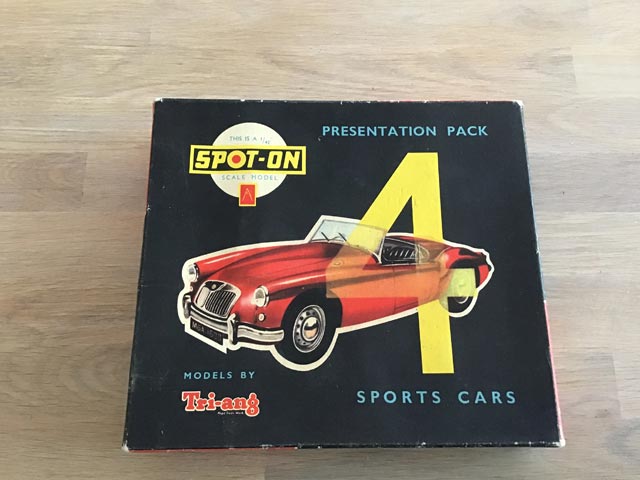 PRESENTATION PACK
THIS IS A 1/42
SPOT-ON
SCALE MODEL
4
MODELS BY
Tri-ang
SPORTS CARS